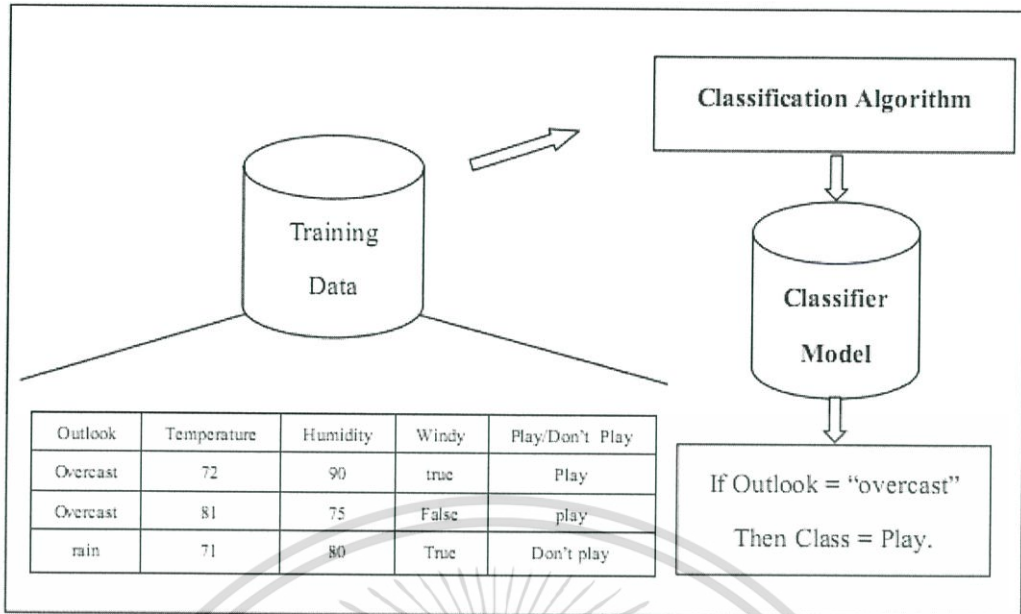 Classification Algorithm
Training
Data
Classifier
Model
Outlook Temperature Humidity Windy Play/Don't Play
Overcast 72 90 true Play
Overcast 81 75 False play
rain 71 80 True Don't play
If Outlook = “overcast”
Then Class = Play.